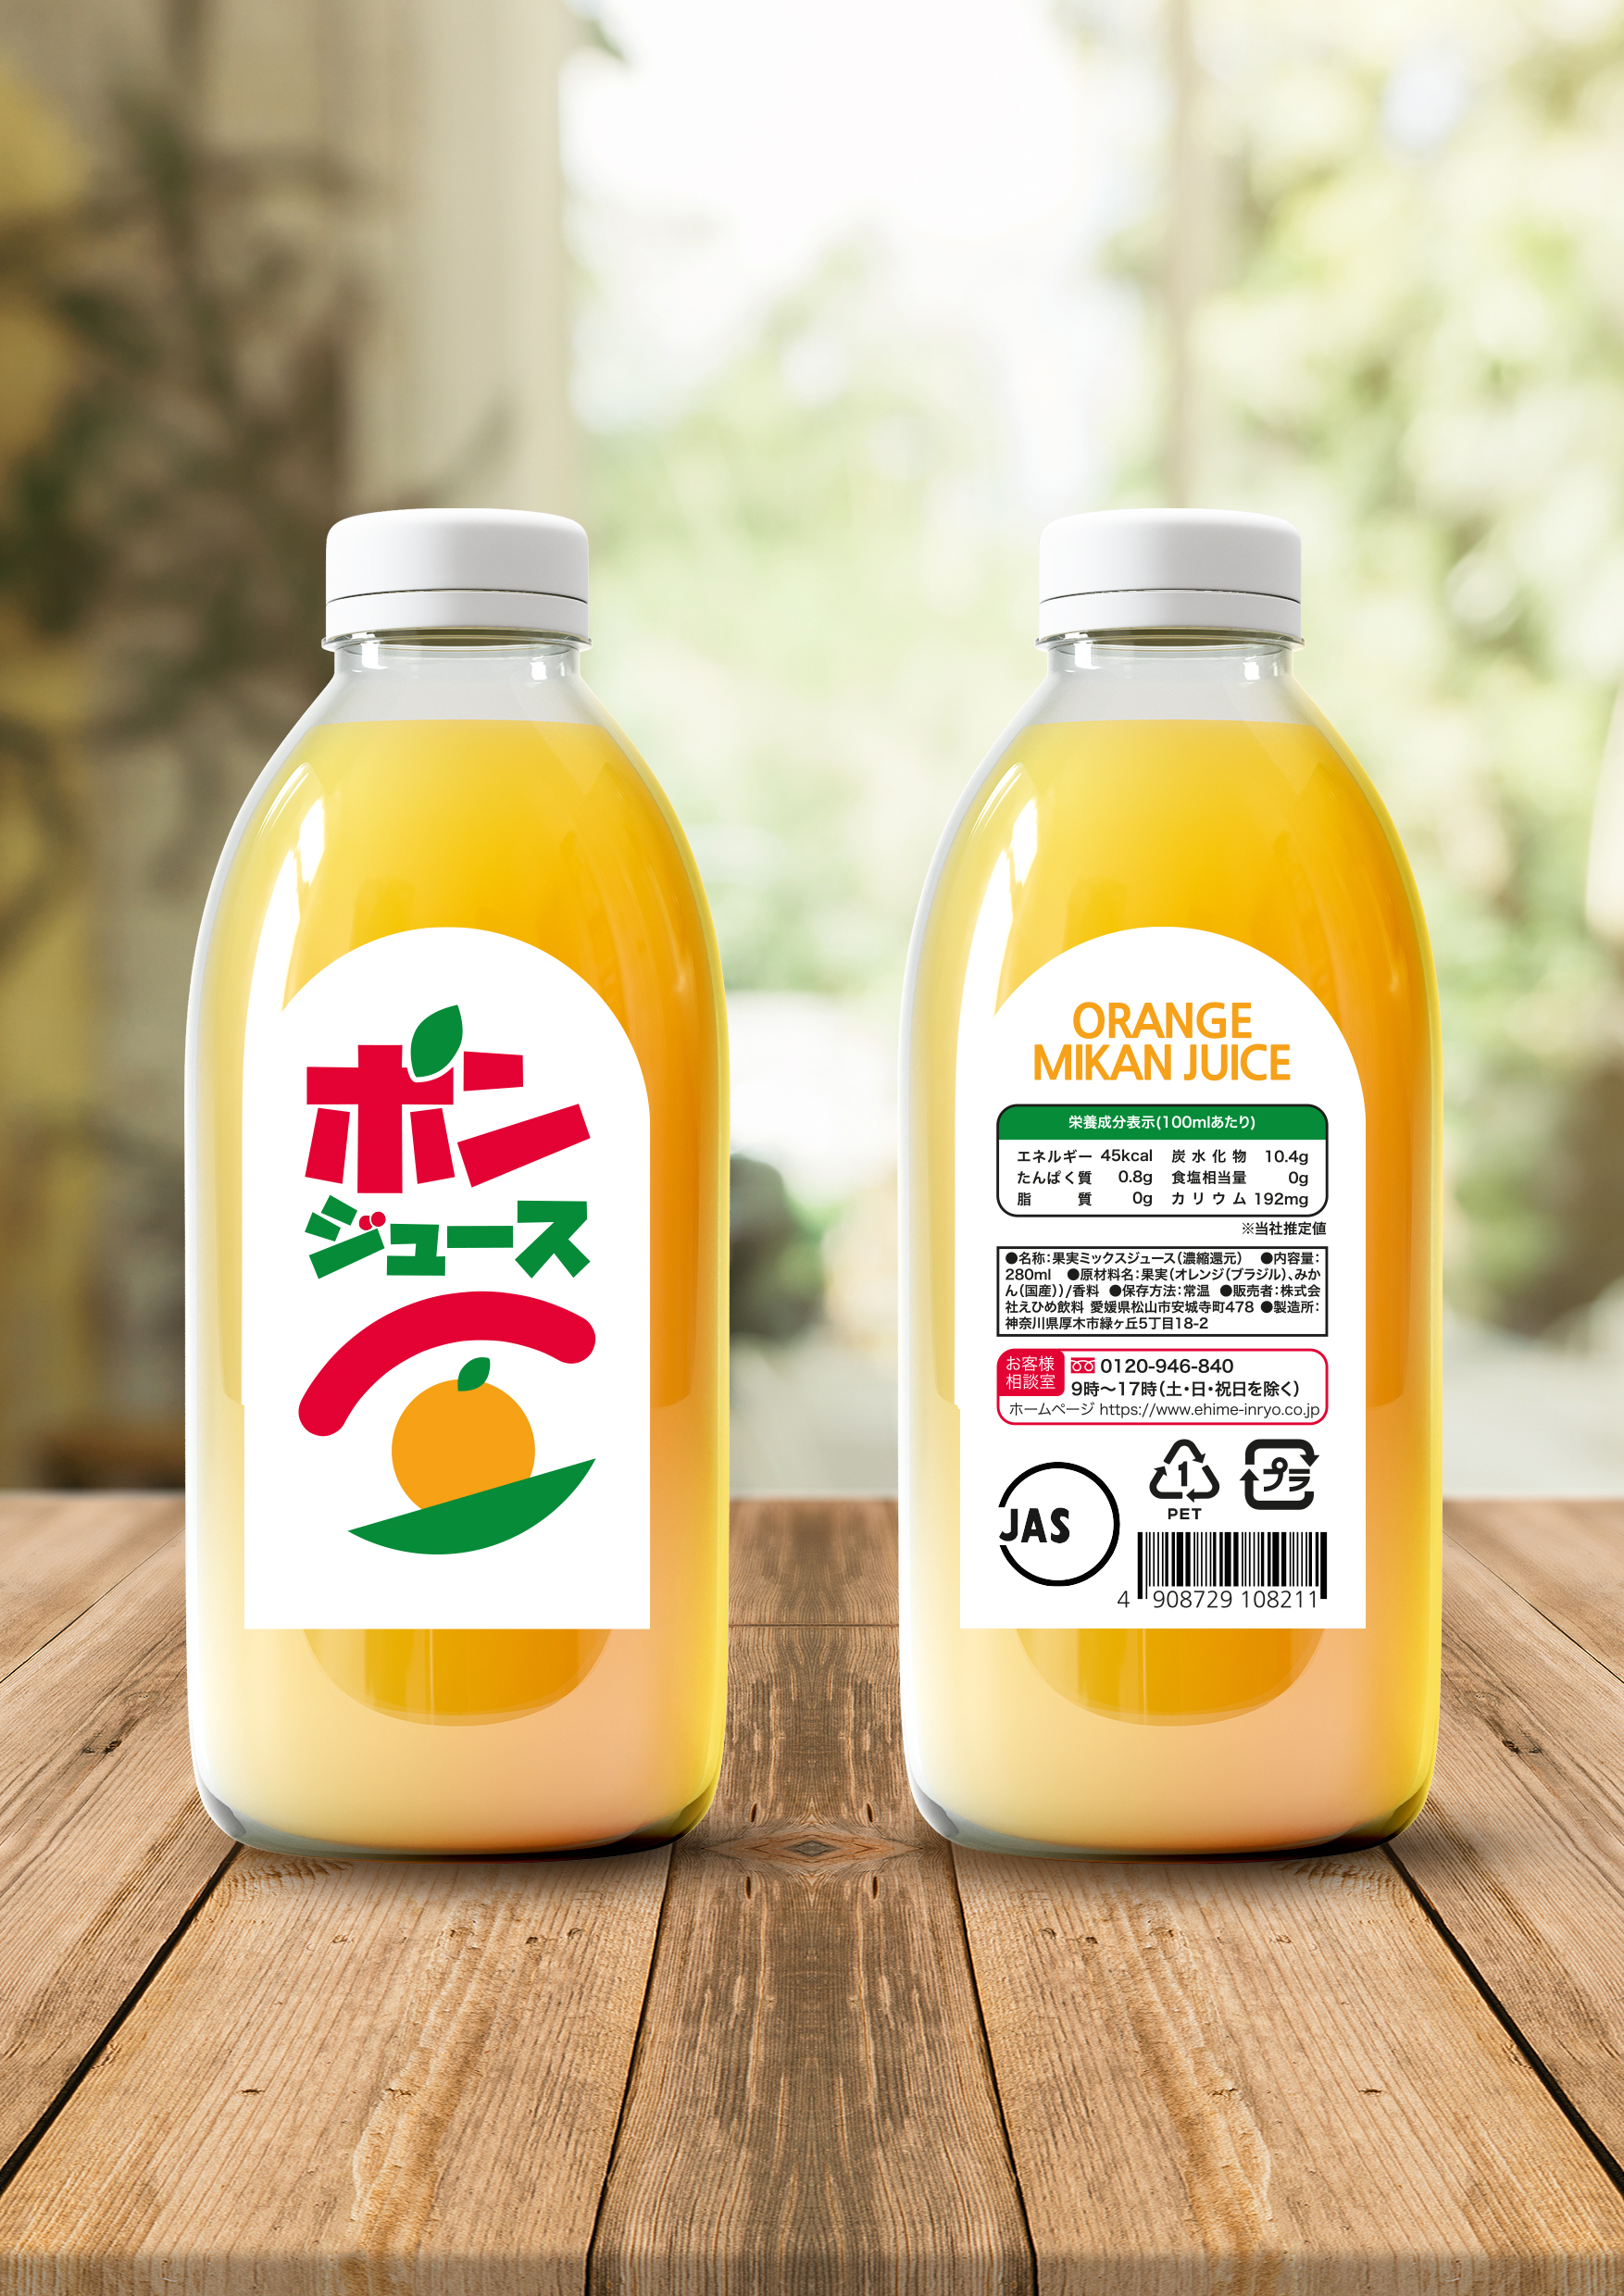 ポン
ジュース
ORANGE
MIKAN JUICE
栄養成分表示(100mlあたり)
エネルギー 45kcal 炭水化物 10.4g
たんぱく質 0.8g 食塩相当量 0g
脂質 0g カリウム 192mg
※当社推定値
●名称：果実ミックスジュース（濃縮還元） ●内容量：
280ml ●原材料名：果実（オレンジ（ブラジル）、みか
ん（国産））/香料 ●保存方法：常温 ●販売者：株式会
社えひめ飲料 愛媛県松山市安城寺町478 ●製造所：
神奈川県厚木市緑ヶ丘5丁目18-2
お客様
相談室
0120-946-840
9時〜17時（土・日・祝日を除く）
ホームページ https://www.ehime-inryo.co.jp
JAS
1
PET
プラ
4 908729 108211